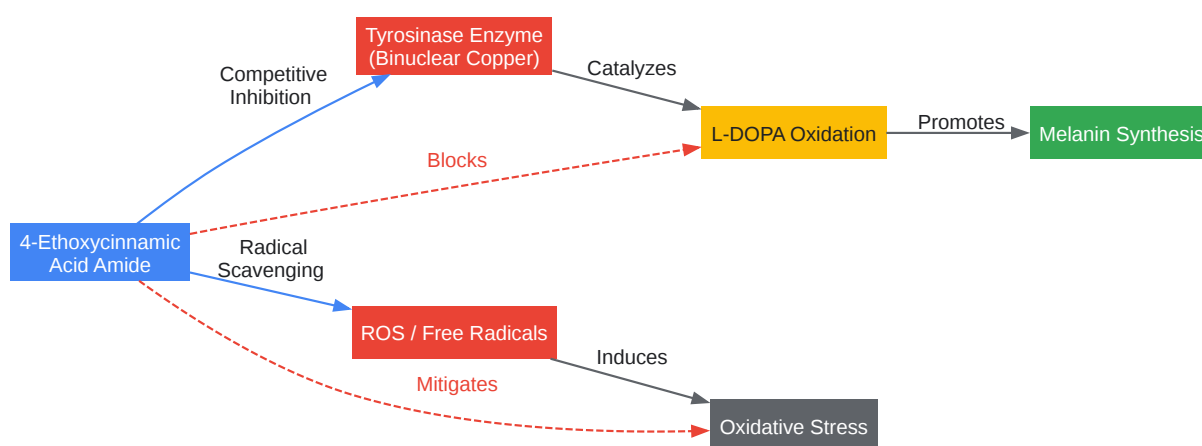 Tyrosinase Enzyme
(Binuclear Copper)
Competitive
Inhibition
Catalyzes
L-DOPA Oxidation
Promotes
Melanin Synthesis
Blocks
4-Ethoxycinnamic
Acid Amide
Radical
Scavenging
ROS / Free Radicals
Induces
Mitigates
Oxidative Stress